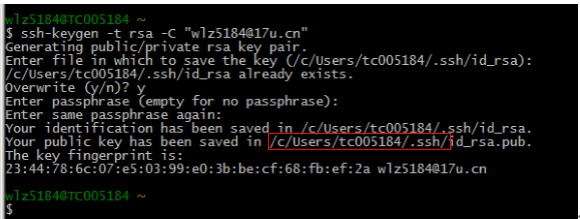 wlz5184@TC005184 ~
$ ssh-keygen -t rsa -C "wlz5184@17u.cn"
Generating public/private rsa key pair.
Enter file in which to save the key (/c/Users/tc005184/.ssh/id_rsa):
/c/Users/tc005184/.ssh/id_rsa already exists.
Overwrite (y/n)? y
Enter passphrase (empty for no passphrase):
Enter same passphrase again:
Your identification has been saved in /c/Users/tc005184/.ssh/id_rsa.
Your public key has been saved in /c/Users/tc005184/.ssh/id_rsa.pub.
The key fingerprint is:
23:44:78:6c:07:e5:03:99:e0:3b:be:cf:68:fb:ef:2a wlz5184@17u.cn
wlz5184@TC005184 ~
$